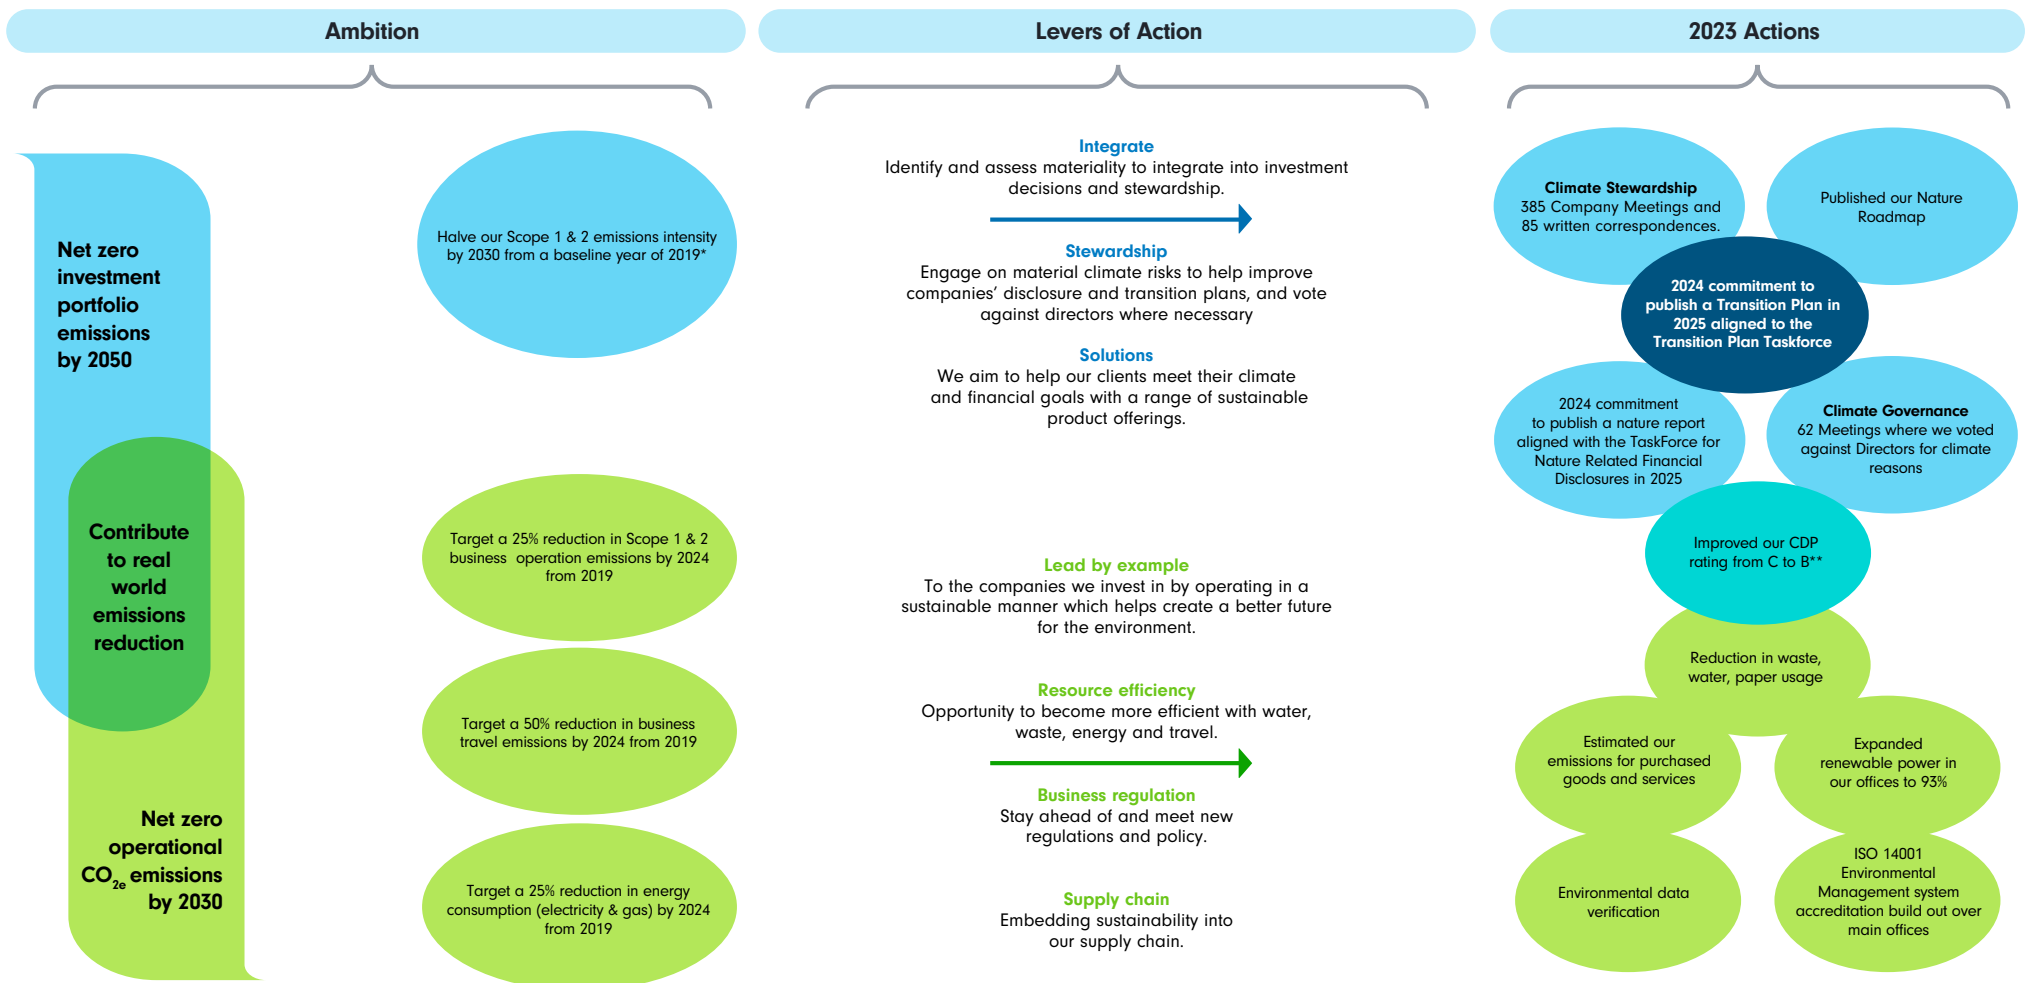 Ambition
Levers of Action
2023 Actions
Net zero
investment
portfolio
emissions
by 2050
Contribute
to real
world
emissions
reduction
Net zero
operational
CO2e emissions
by 2030
Halve our Scope 1 & 2 emissions intensity
by 2030 from a baseline year of 2019*
Target a 25% reduction in Scope 1 & 2
business operation emissions by 2024
from 2019
Target a 50% reduction in business
travel emissions by 2024 from 2019
Target a 25% reduction in energy
consumption (electricity & gas) by 2024
from 2019
Integrate
Identify and assess materiality to integrate into investment
decisions and stewardship.
Stewardship
Engage on material climate risks to help improve
companies’ disclosure and transition plans, and vote
against directors where necessary
Solutions
We aim to help our clients meet their climate
and financial goals with a range of sustainable
product offerings.
Lead by example
To the companies we invest in by operating in a
sustainable manner which helps create a better future
for the environment.
Resource efficiency
Opportunity to become more efficient with water,
waste, energy and travel.
Business regulation
Stay ahead of and meet new
regulations and policy.
Supply chain
Embedding sustainability into
our supply chain.
Climate Stewardship
385 Company Meetings and
85 written correspondences.
Published our Nature
Roadmap
2024 commitment to
publish a Transition Plan in
2025 aligned to the
Transition Plan Taskforce
2024 commitment
to publish a nature report
aligned with the TaskForce for
Nature Related Financial
Disclosures in 2025
Climate Governance
62 Meetings where we voted
against Directors for climate
reasons
Improved our CDP
rating from C to B**
Reduction in waste,
water, paper usage
Estimated our
emissions for purchased
goods and services
Expanded
renewable power in
our offices to 93%
Environmental data
verification
ISO 14001
Environmental
Management system
accreditation build out over
main offices